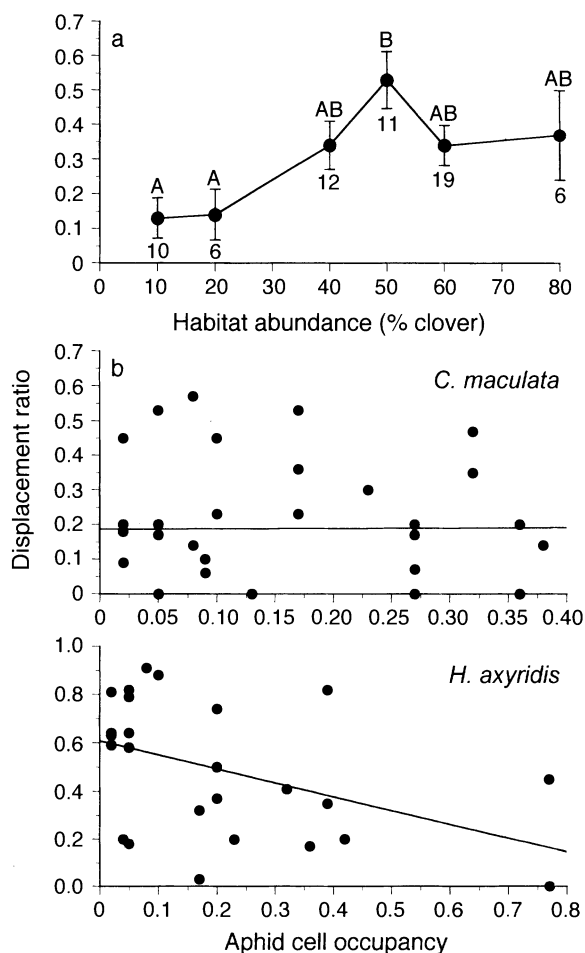 0.7
a
0.6
B
0.5
AB
AB
AB
0.4
11
0.3
A
A
12
19
0.2
6
0.1
10
6
0
0 10 20 30 40 50 60 70 80
Habitat abundance (% clover)
0.7
b
C. maculata
0.6
0.5
0.4
0.3
0.2
0.1
0
0 0.05 0.10 0.15 0.20 0.25 0.30 0.35 0.40
Displacement ratio
1.0
H. axyridis
0.8
0.6
0.4
0.2
0.0
0 0.1 0.2 0.3 0.4 0.5 0.6 0.7 0.8
Aphid cell occupancy